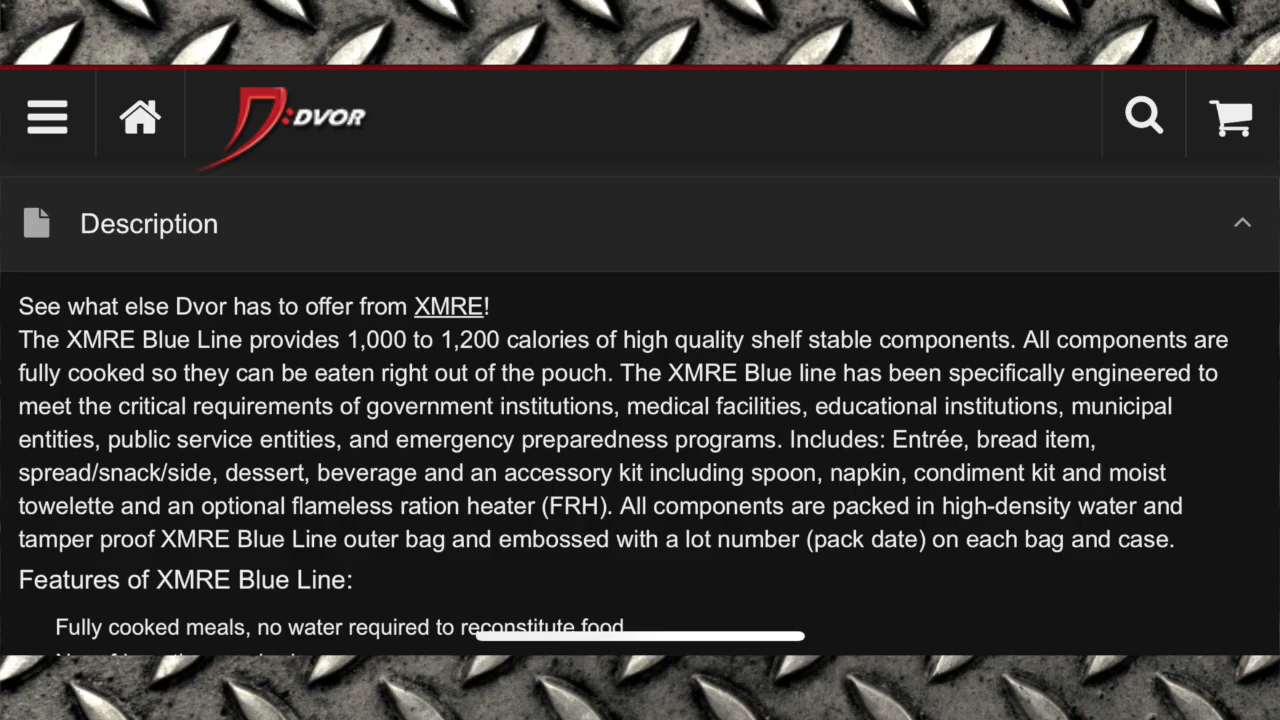 DVOR
Description
See what else Dvor has to offer from XMRE!
The XMRE Blue Line provides 1,000 to 1,200 calories of high quality shelf stable components. All components are
fully cooked so they can be eaten right out of the pouch. The XMRE Blue line has been specifically engineered to
meet the critical requirements of government institutions, medical facilities, educational institutions, municipal
entities, public service entities, and emergency preparedness programs. Includes: Entrée, bread item,
spread/snack/side, dessert, beverage and an accessory kit including spoon, napkin, condiment kit and moist
towelette and an optional flameless ration heater (FRH). All components are packed in high-density water and
tamper proof XMRE Blue Line outer bag and embossed with a lot number (pack date) on each bag and case.
Features of XMRE Blue Line:
Fully cooked meals, no water required to reconstitute food